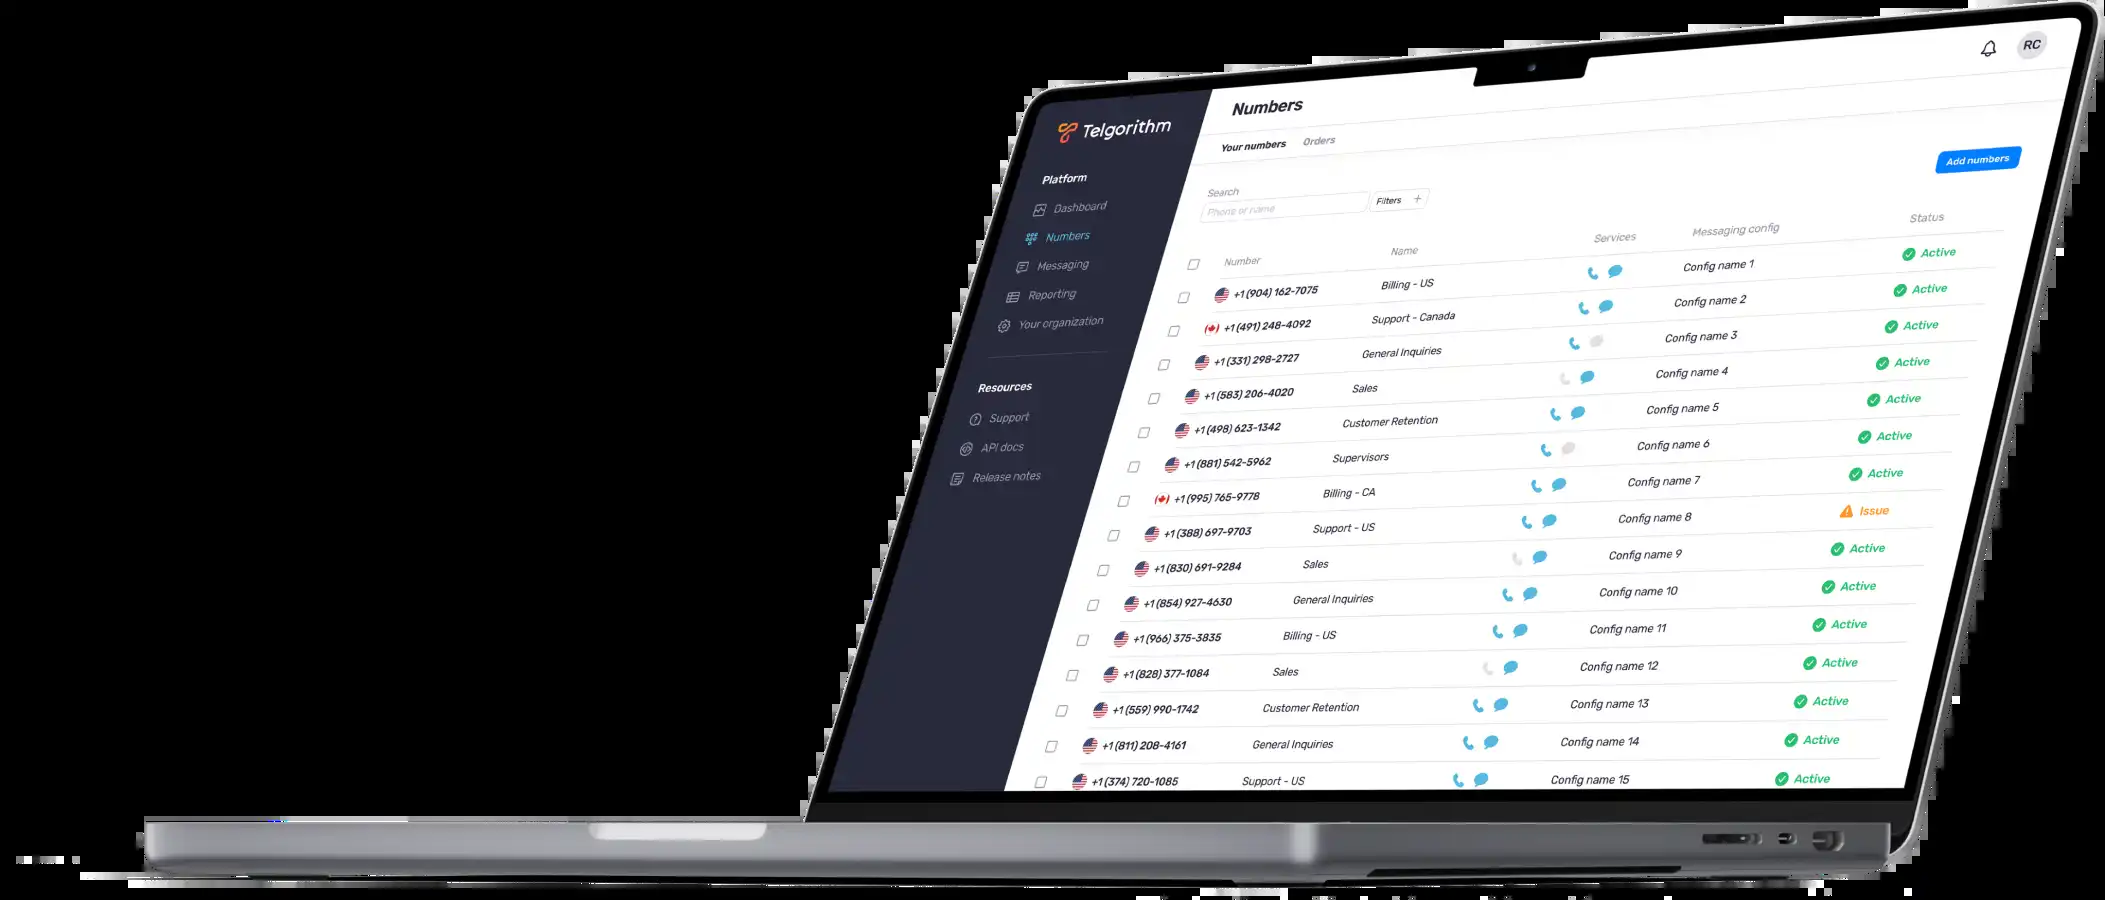 RC
Telgorithm
Platform
Dashboard
Numbers
Messaging
Reporting
Your organization
Resources
Support
API docs
Release notes
Numbers
Your numbers Orders
Add numbers
Search
Phone or name Filters +
Number Name Services Messaging config Status
+1 (904) 162-7075 Billing - US Config name 1 Active
+1 (491) 248-4092 Support - Canada Config name 2 Active
+1 (331) 298-2727 General Inquiries Config name 3 Active
+1 (583) 206-4020 Sales Config name 4 Active
+1 (498) 623-1342 Customer Retention Config name 5 Active
+1 (881) 542-5962 Supervisors Config name 6 Active
+1 (995) 765-9778 Billing - CA Config name 7 Active
+1 (388) 697-9703 Support - US Config name 8 Issue
+1 (830) 691-9284 Sales Config name 9 Active
+1 (854) 927-4630 General Inquiries Config name 10 Active
+1 (966) 375-3835 Billing - US Config name 11 Active
+1 (828) 377-1084 Sales Config name 12 Active
+1 (559) 990-1742 Customer Retention Config name 13 Active
+1 (811) 208-4161 General Inquiries Config name 14 Active
+1 (374) 720-1085 Support - US Config name 15 Active